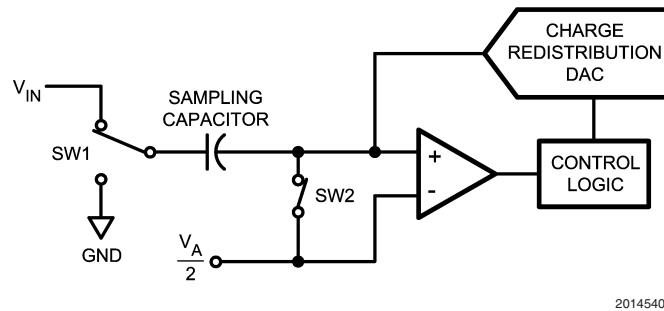 CHARGE
REDISTRIBUTION
DAC
V_IN
SAMPLING
CAPACITOR
SW1
+
-
CONTROL
LOGIC
SW2
GND
V_A
2
2014540